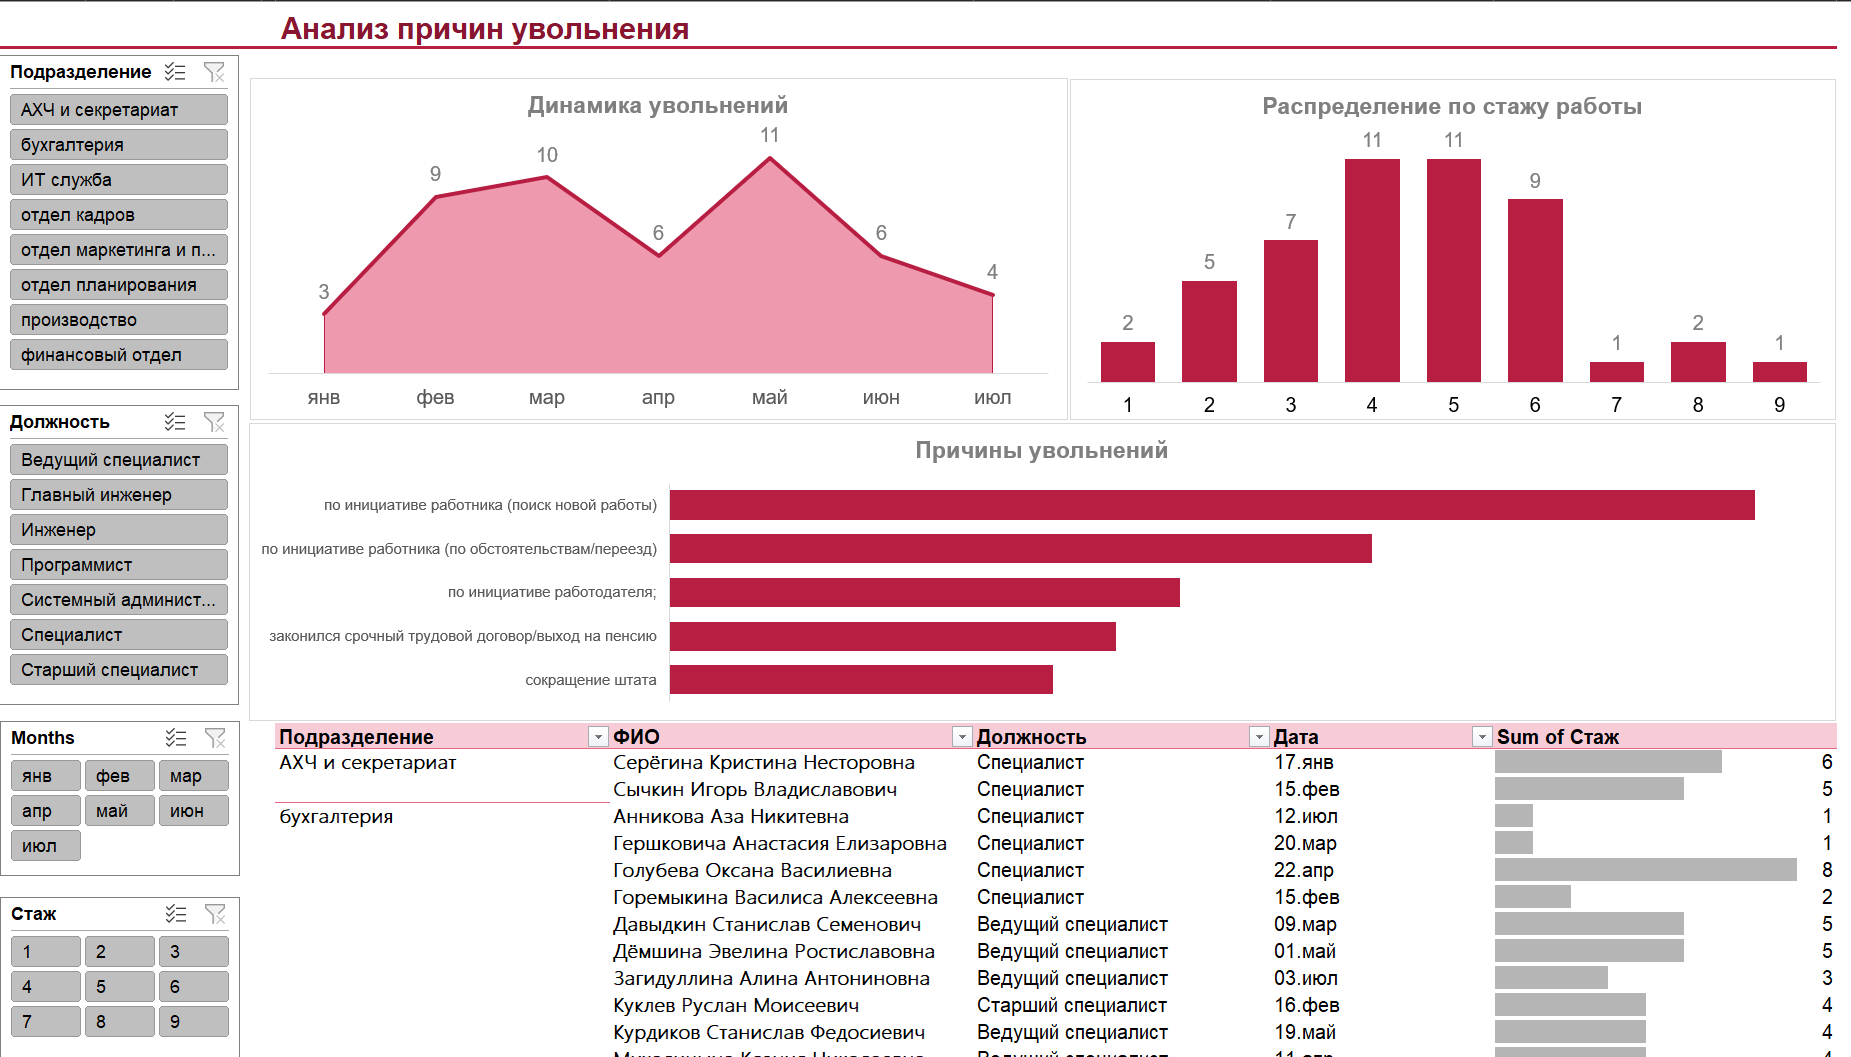 Анализ причин увольнения
Подразделение
АХЧ и секретариат
бухгалтерия
ИТ служба
отдел кадров
отдел маркетинга и п...
отдел планирования
производство
финансовый отдел
Должность
Ведущий специалист
Главный инженер
Инженер
Программист
Системный админист...
Специалист
Старший специалист
Months
янв фев мар
апр май июн
июл
Стаж
1 2 3
4 5 6
7 8 9
Динамика увольнений
3 9 10 6 11 6 4
янв фев мар апр май июн июл
Распределение по стажу работы
2 5 7 11 11 9 1 2 1
1 2 3 4 5 6 7 8 9
Причины увольнений
по инициативе работника (поиск новой работы)
по инициативе работника (по обстоятельствам/переезд)
по инициативе работодателя;
законился срочный трудовой договор/выход на пенсию
сокращение штата
Подразделение ФИО Должность Дата Sum of Стаж
АХЧ и секретариат Серёгина Кристина Несторовна Специалист 17.янв 6
Сычкин Игорь Владиславович Специалист 15.фев 5
бухгалтерия Анникова Аза Никитевна Специалист 12.июл 1
Гершковича Анастасия Елизаровна Специалист 20.мар 1
Голубева Оксана Василиевна Специалист 22.апр 8
Горемыкина Василиса Алексеевна Специалист 15.фев 2
Давыдкин Станислав Семенович Ведущий специалист 09.мар 5
Дёмшина Эвелина Ростиславовна Ведущий специалист 01.май 5
Загидуллина Алина Антониновна Ведущий специалист 03.июл 3
Куклев Руслан Моисеевич Старший специалист 16.фев 4
Курдиков Станислав Федосиевич Ведущий специалист 19.май 4